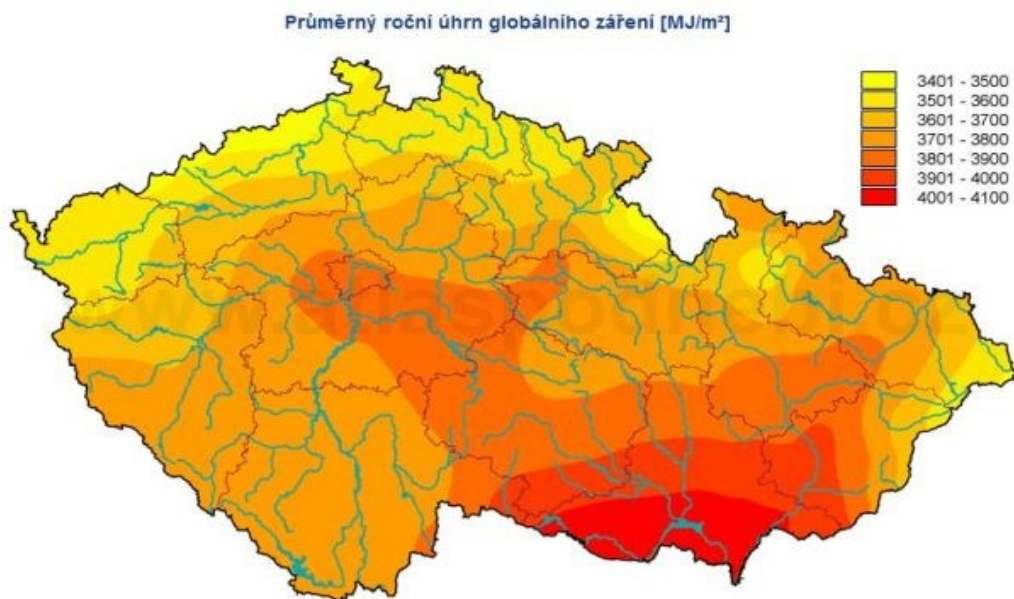 Průměrný roční úhrn globálního záření [MJ/m²]
3401 - 3500
3501 - 3600
3601 - 3700
3701 - 3800
3801 - 3900
3901 - 4000
4001 - 4100